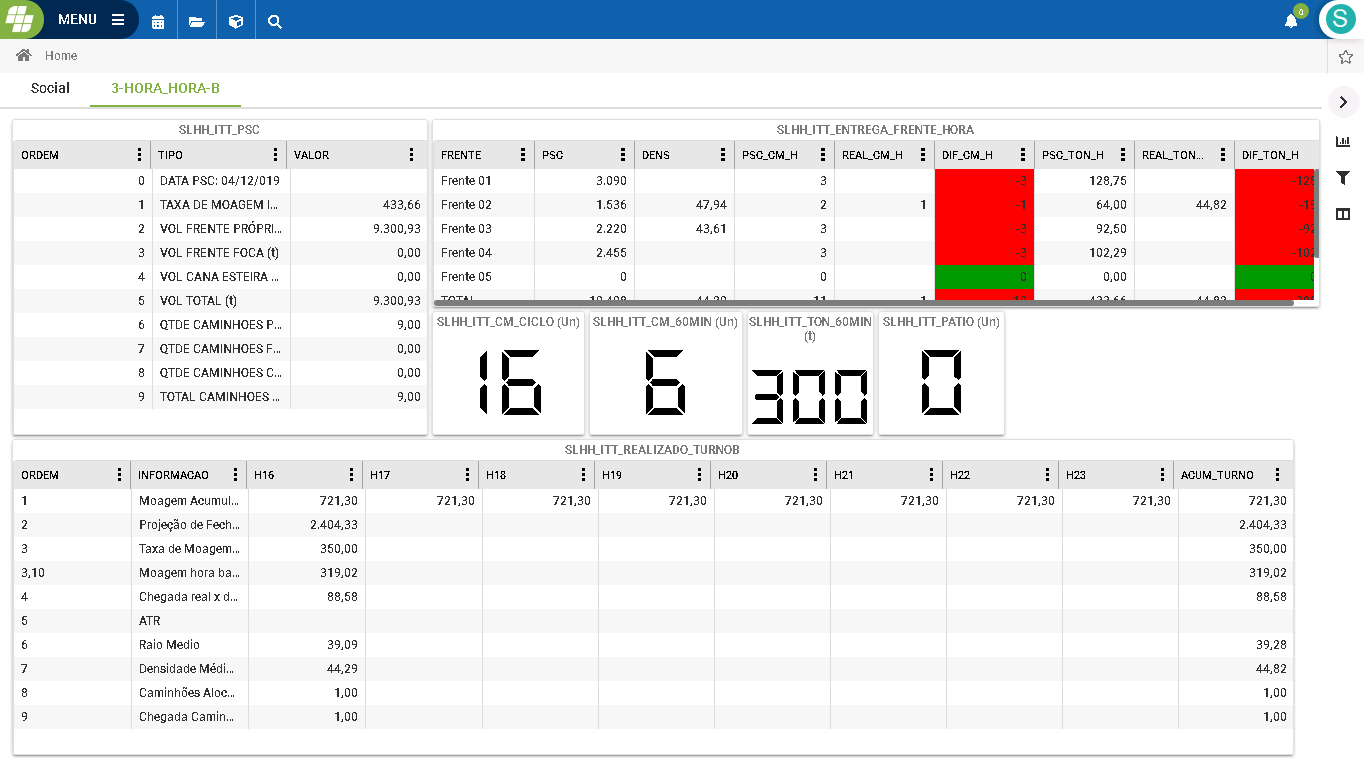 MENU
0
S
Home
Social 3-HORA_HORA-B
SLHH_ITT_PSC
ORDEM TIPO VALOR
0 DATA PSC: 04/12/019
1 TAXA DE MOAGEM I... 433,66
2 VOL FRENTE PRÓPRI... 9.300,93
3 VOL FRENTE FOCA (t) 0,00
4 VOL CANA ESTEIRA ... 0,00
5 VOL TOTAL (t) 9.300,93
6 QTDE CAMINHOES P... 9,00
7 QTDE CAMINHOES F... 0,00
8 QTDE CAMINHOES C... 0,00
9 TOTAL CAMINHOES ... 9,00
SLHH_ITT_ENTREGA_FRENTE_HORA
FRENTE PSC DENS PSC_CM_H REAL_CM_H DIF_CM_H PSC_TON_H REAL_TON... DIF_TON_H
Frente 01 3.090 3 -3 128,75 -128
Frente 02 1.536 47,94 2 1 -1 64,00 44,82 -19
Frente 03 2.220 43,61 3 -3 92,50 -92
Frente 04 2.455 3 -3 102,29 -102
Frente 05 0 0 0 0,00 0
TOTAL 44,29 11 1 433,66 44,82
SLHH_ITT_CM_CICLO (Un)
16
SLHH_ITT_CM_60MIN (Un)
6
SLHH_ITT_TON_60MIN
(t)
300
SLHH_ITT_PATIO (Un)
0
SLHH_ITT_REALIZADO_TURNOB
ORDEM INFORMACAO H16 H17 H18 H19 H20 H21 H22 H23 ACUM_TURNO
1 Moagem Acumul... 721,30 721,30 721,30 721,30 721,30 721,30 721,30 721,30 721,30
2 Projeção de Fech... 2.404,33 2.404,33
3 Taxa de Moagem... 350,00 350,00
3,10 Moagem hora ba... 319,02 319,02
4 Chegada real x d... 88,58 88,58
5 ATR
6 Raio Medio 39,09 39,28
7 Densidade Médi... 44,29 44,82
8 Caminhões Aloc... 1,00 1,00
9 Chegada Camin... 1,00 1,00